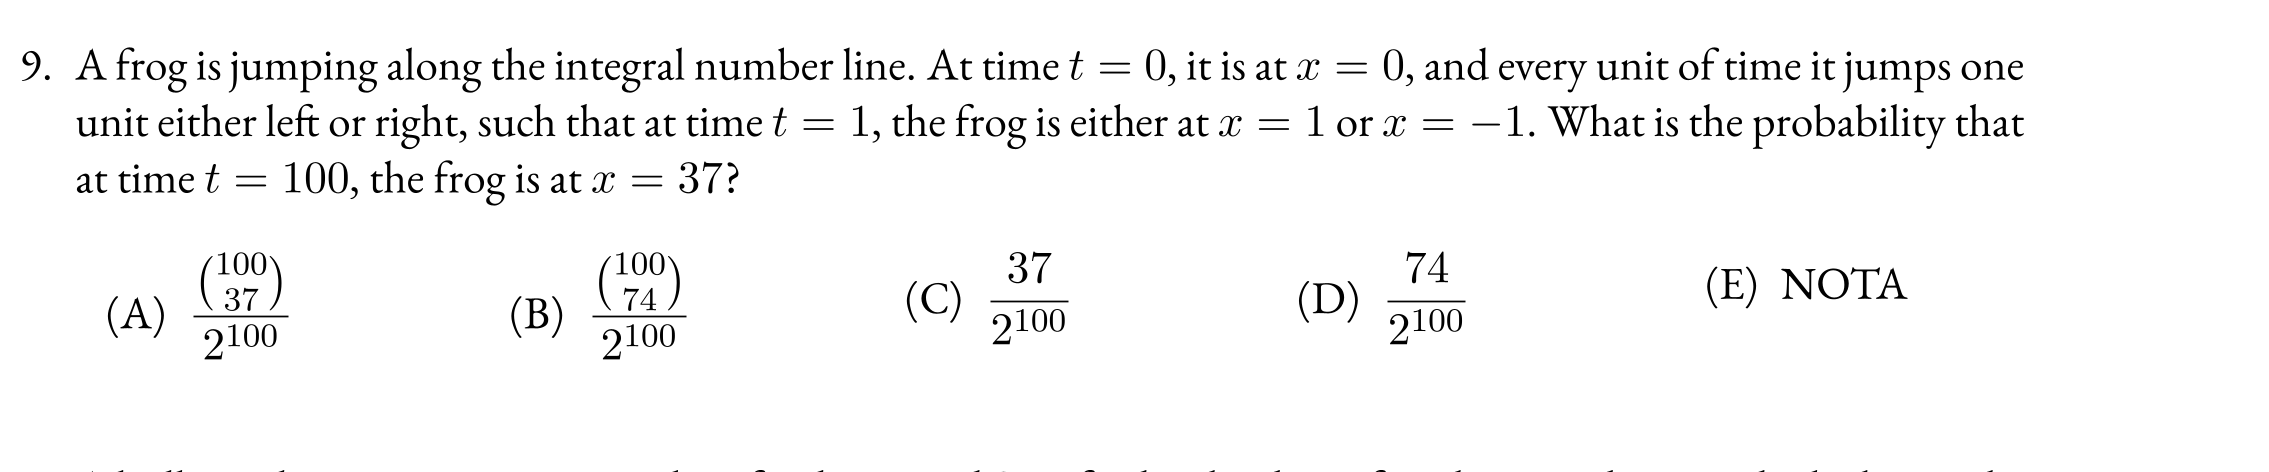 9. A frog is jumping along the integral number line. At time t = 0, it is at x = 0, and every unit of time it jumps one
unit either left or right, such that at time t = 1, the frog is either at x = 1 or x = −1. What is the probability that
at time t = 100, the frog is at x = 37?
(A) \frac{\binom{100}{37}}{2^{100}} (B) \frac{\binom{100}{74}}{2^{100}} (C) \frac{37}{2^{100}} (D) \frac{74}{2^{100}} (E) NOTA